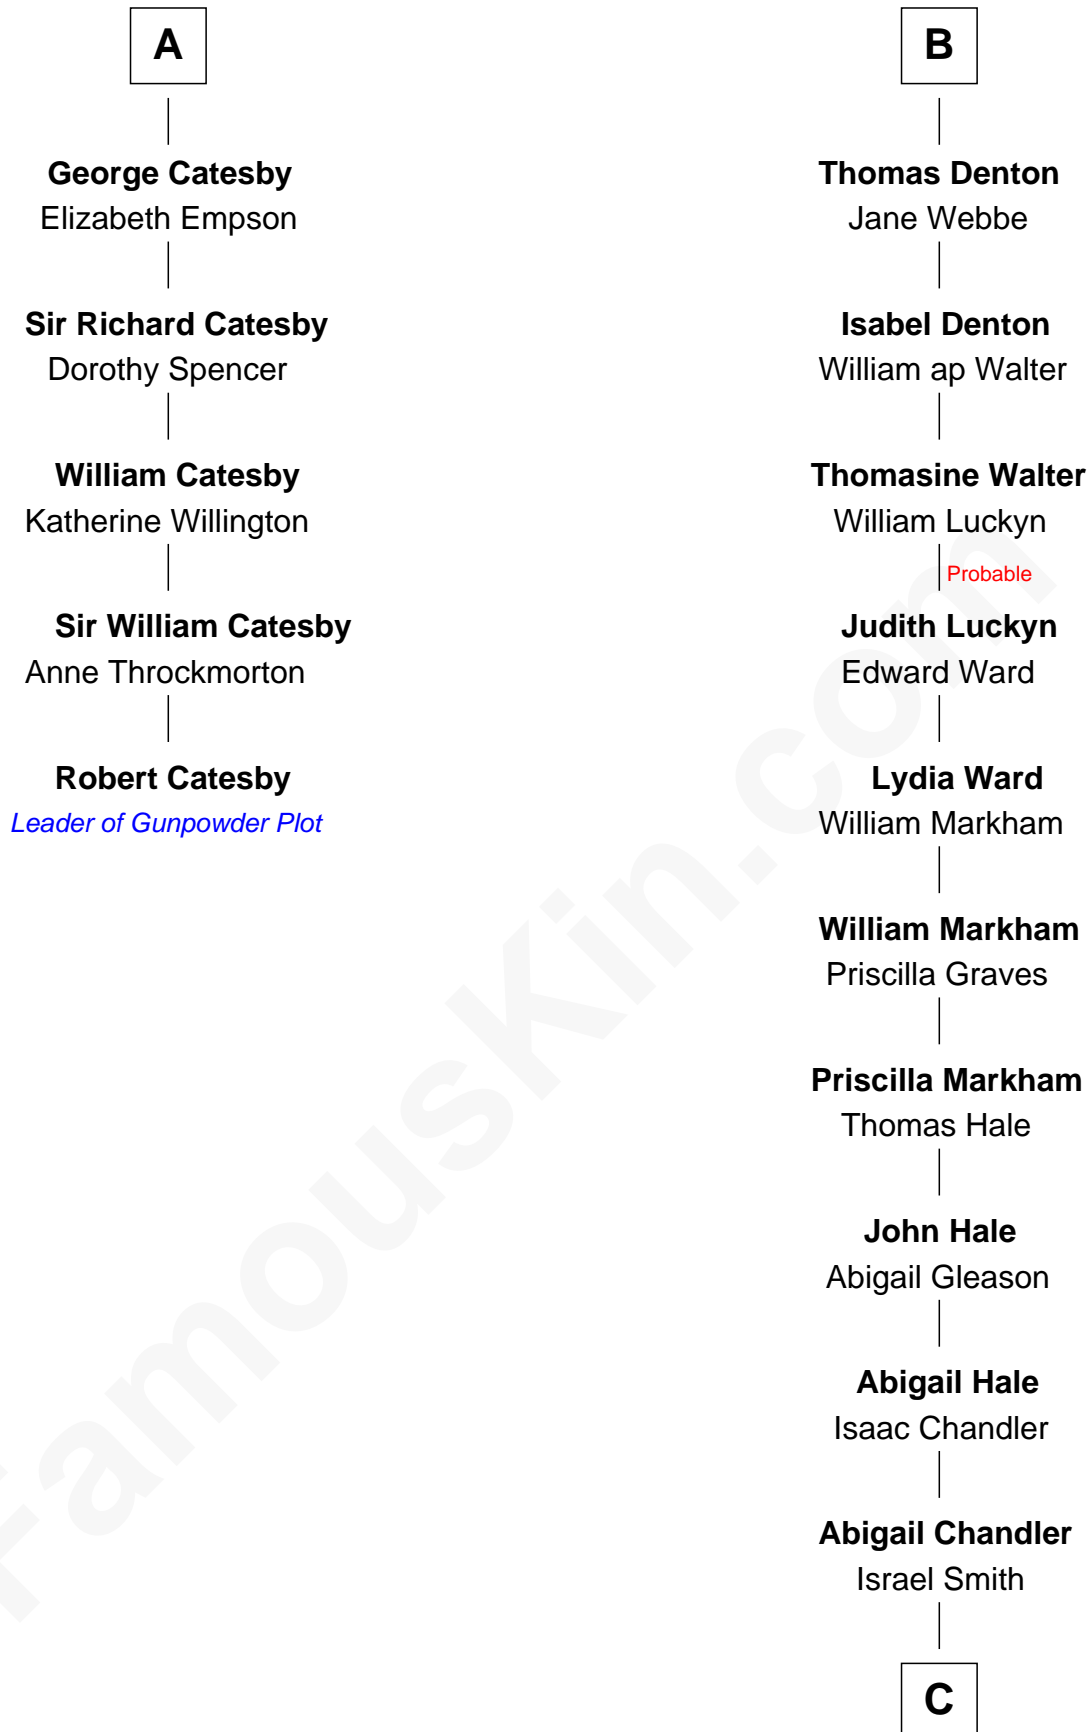 A
George Catesby
Elizabeth Empson
Sir Richard Catesby
Dorothy Spencer
William Catesby
Katherine Willington
Sir William Catesby
Anne Throckmorton
Robert Catesby
Leader of Gunpowder Plot
B
Thomas Denton
Jane Webbe
Isabel Denton
William ap Walter
Thomasine Walter
William Luckyn
Probable
Judith Luckyn
Edward Ward
Lydia Ward
William Markham
William Markham
Priscilla Graves
Priscilla Markham
Thomas Hale
John Hale
Abigail Gleason
Abigail Hale
Isaac Chandler
Abigail Chandler
Israel Smith
C
FamousKin.com